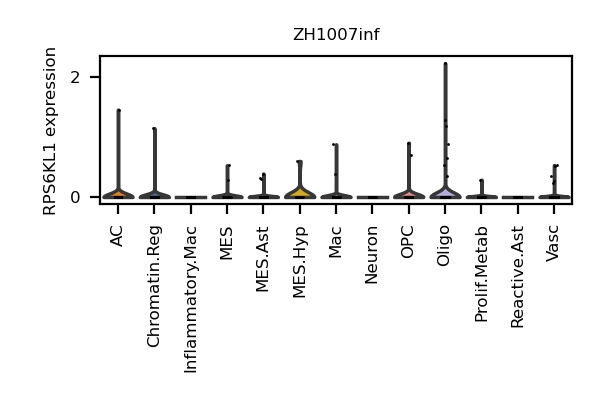 ZH1007inf
RPS6KL1 expression
2
0
AC
Chromatin.Reg
Inflammatory.Mac
MES
MES.Ast
MES.Hyp
Mac
Neuron
OPC
Oligo
Prolif.Metab
Reactive.Ast
Vasc